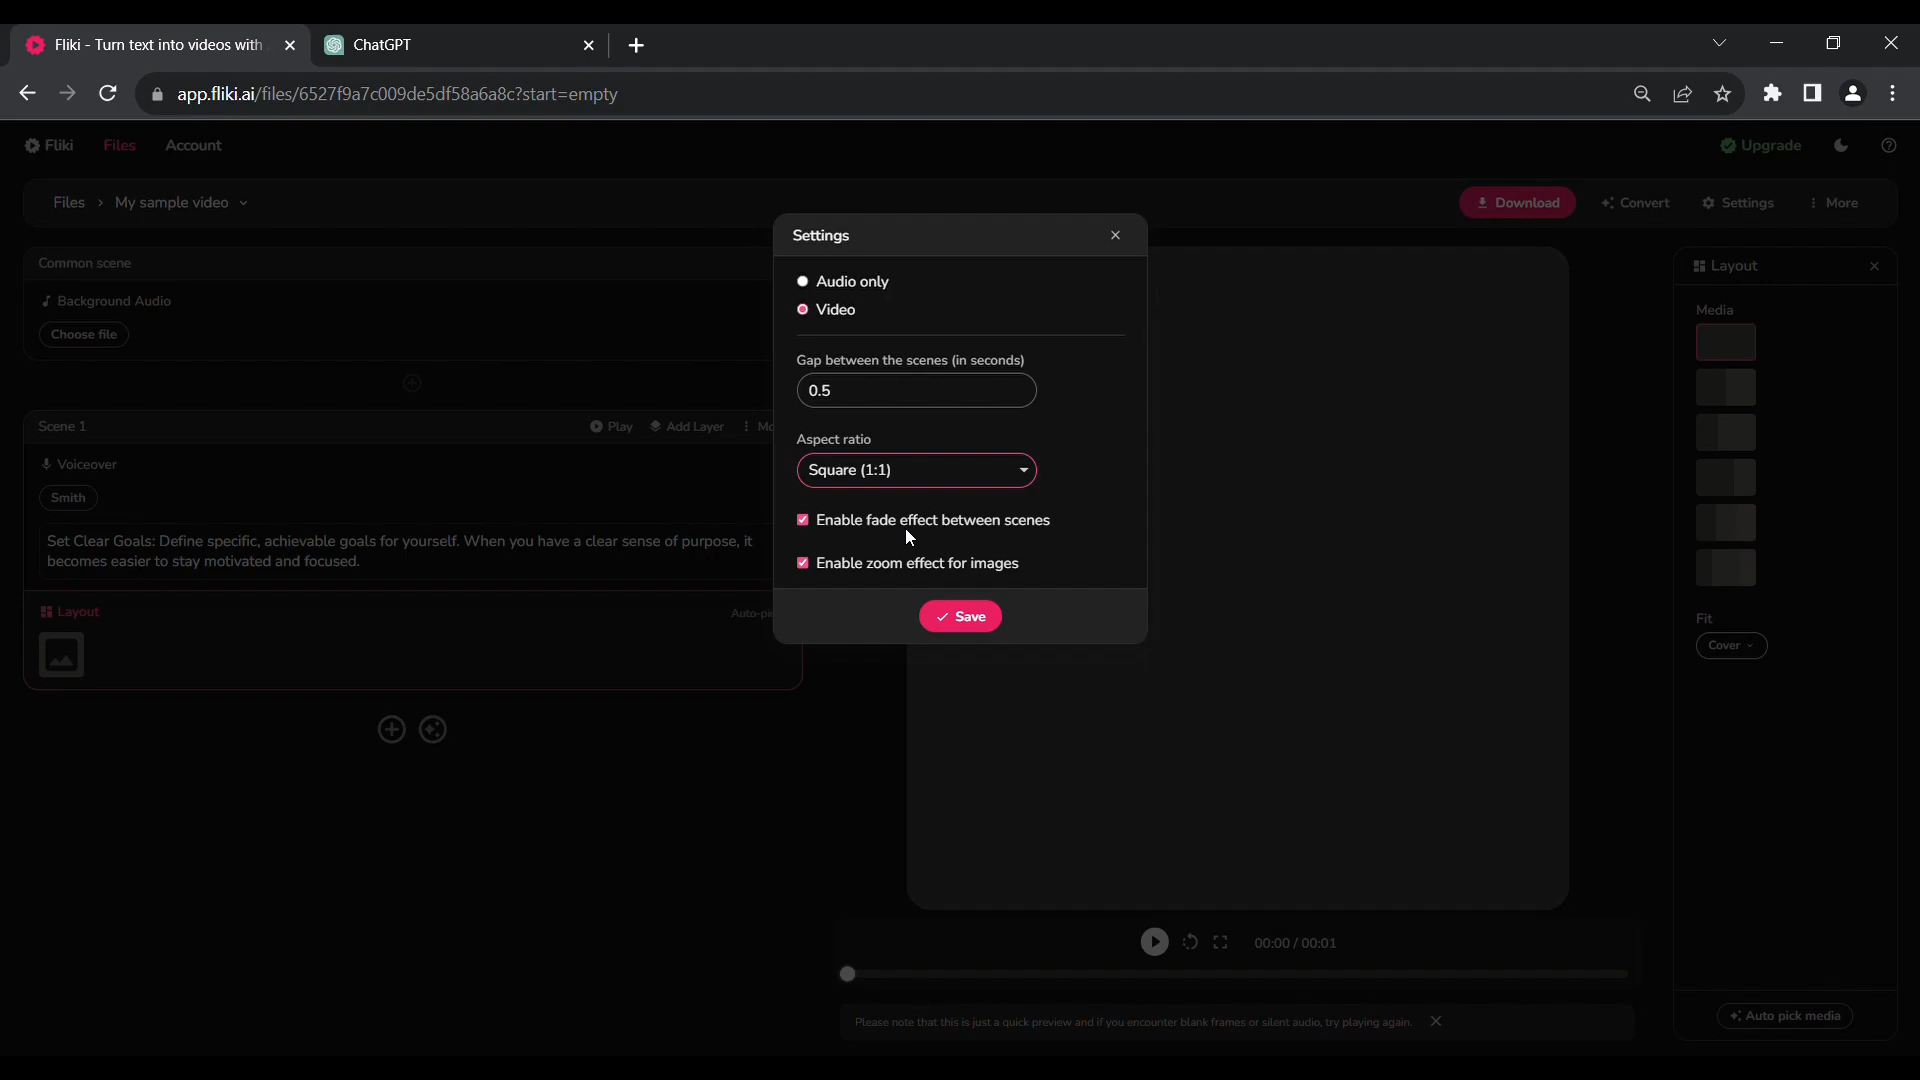 Fliki - Turn text into videos with
ChatGPT
app.fliki.ai/files/6527f9a7c009de5df58a6a8c?start=empty
Fliki
Files
Account
Upgrade
Files > My sample video
Download
Convert
Settings
More
Common scene
Background Audio
Choose file
Scene 1
Play
Add Layer
Voiceover
Smith
Set Clear Goals: Define specific, achievable goals for yourself. When you have a clear sense of purpose, it
becomes easier to stay motivated and focused.
Layout
Auto-pi
Settings
Audio only
Video
Gap between the scenes (in seconds)
0.5
Aspect ratio
Square (1:1)
Enable fade effect between scenes
Enable zoom effect for images
Save
00:00 / 00:01
Please note that this is just a quick preview and if you encounter blank frames or silent audio, try playing again.
Layout
Media
Fit
Cover
Auto pick media